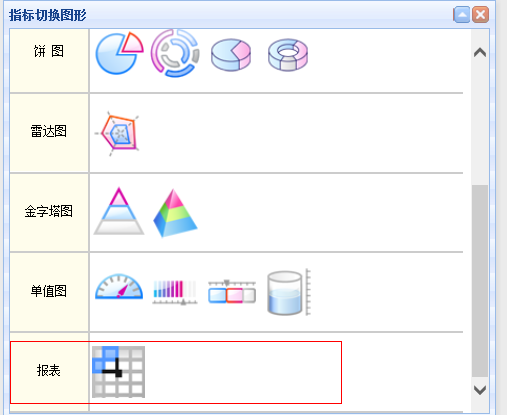 指标切换图形
饼 图
雷达图
金字塔图
单值图
报表